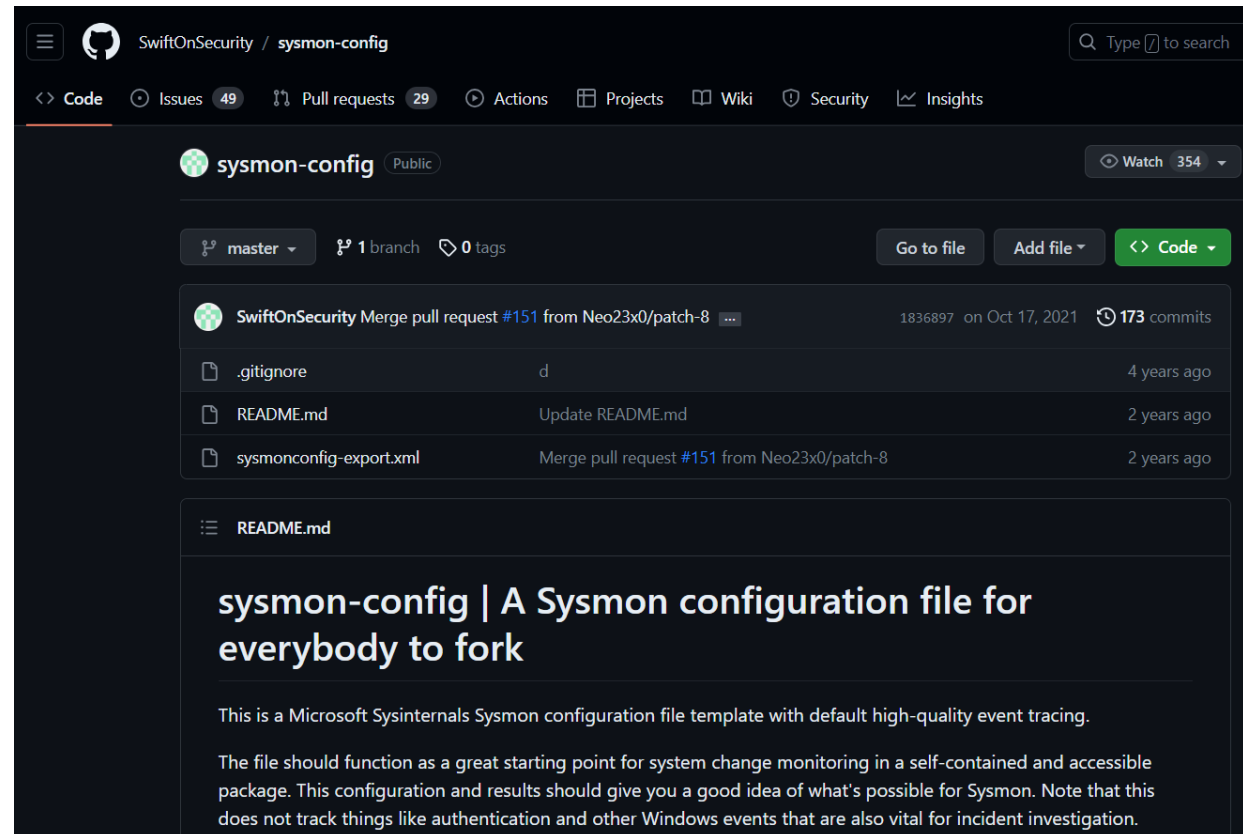 SwiftOnSecurity / sysmon-config
Type / to search
Code Issues 49 Pull requests 29 Actions Projects Wiki Security Insights
sysmon-config Public Watch 354
master 1 branch 0 tags Go to file Add file Code
SwiftOnSecurity Merge pull request #151 from Neo23x0/patch-8 ... 1836897 on Oct 17, 2021 173 commits
.gitignore d 4 years ago
README.md Update README.md 2 years ago
sysmonconfig-export.xml Merge pull request #151 from Neo23x0/patch-8 2 years ago
README.md
sysmon-config | A Sysmon configuration file for
everybody to fork
This is a Microsoft Sysinternals Sysmon configuration file template with default high-quality event tracing.
The file should function as a great starting point for system change monitoring in a self-contained and accessible
package. This configuration and results should give you a good idea of what's possible for Sysmon. Note that this
does not track things like authentication and other Windows events that are also vital for incident investigation.